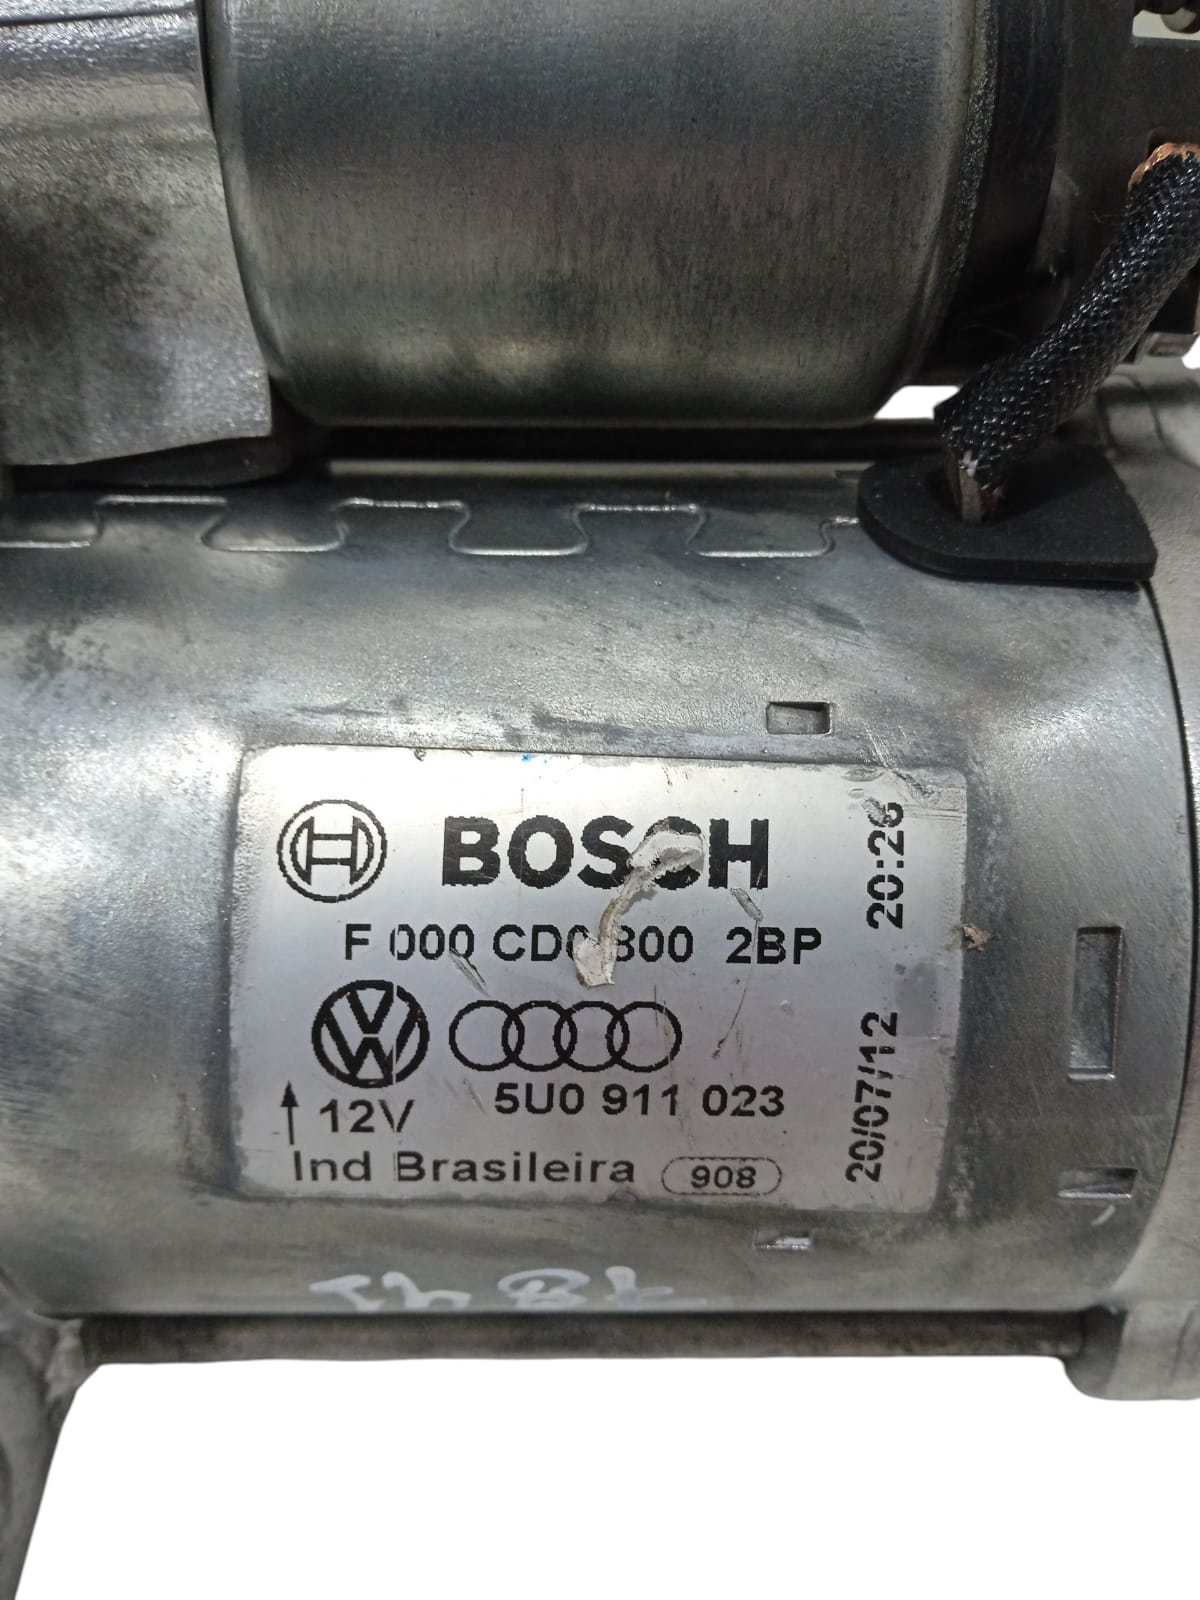 BOSCH
F 000 CD0 800 2BP
5U0 911 023
12V
Ind Brasileira 908
20/07/12 20:26